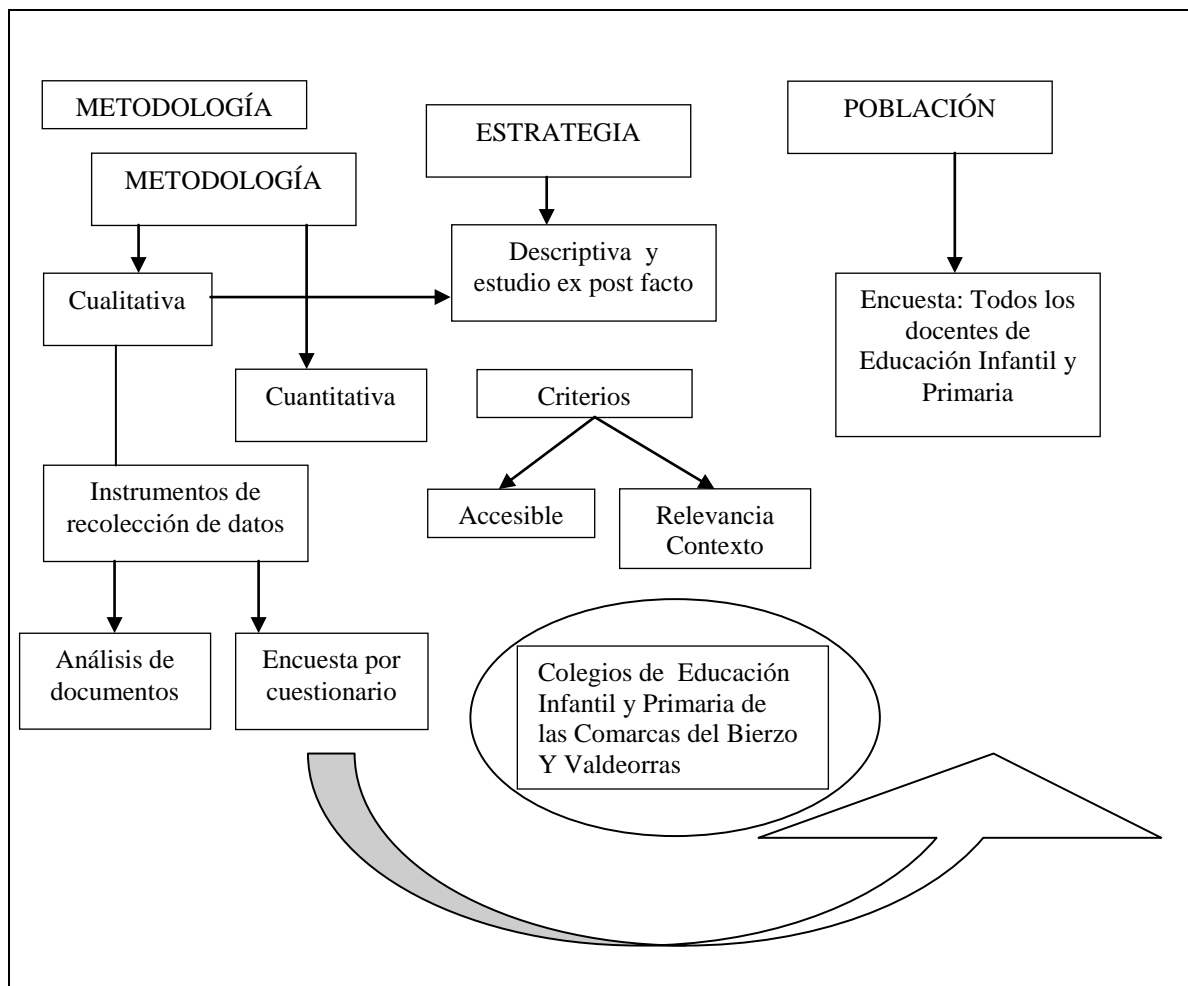 METODOLOGÍA
METODOLOGÍA
ESTRATEGIA
POBLACIÓN
Cualitativa
Descriptiva y
estudio ex post facto
Encuesta: Todos los
docentes de
Educación Infantil y
Primaria
Cuantitativa
Criterios
Instrumentos de
recolección de datos
Accesible
Relevancia
Contexto
Análisis de
documentos
Encuesta por
cuestionario
Colegios de Educación
Infantil y Primaria de
las Comarcas del Bierzo
Y Valdeorras